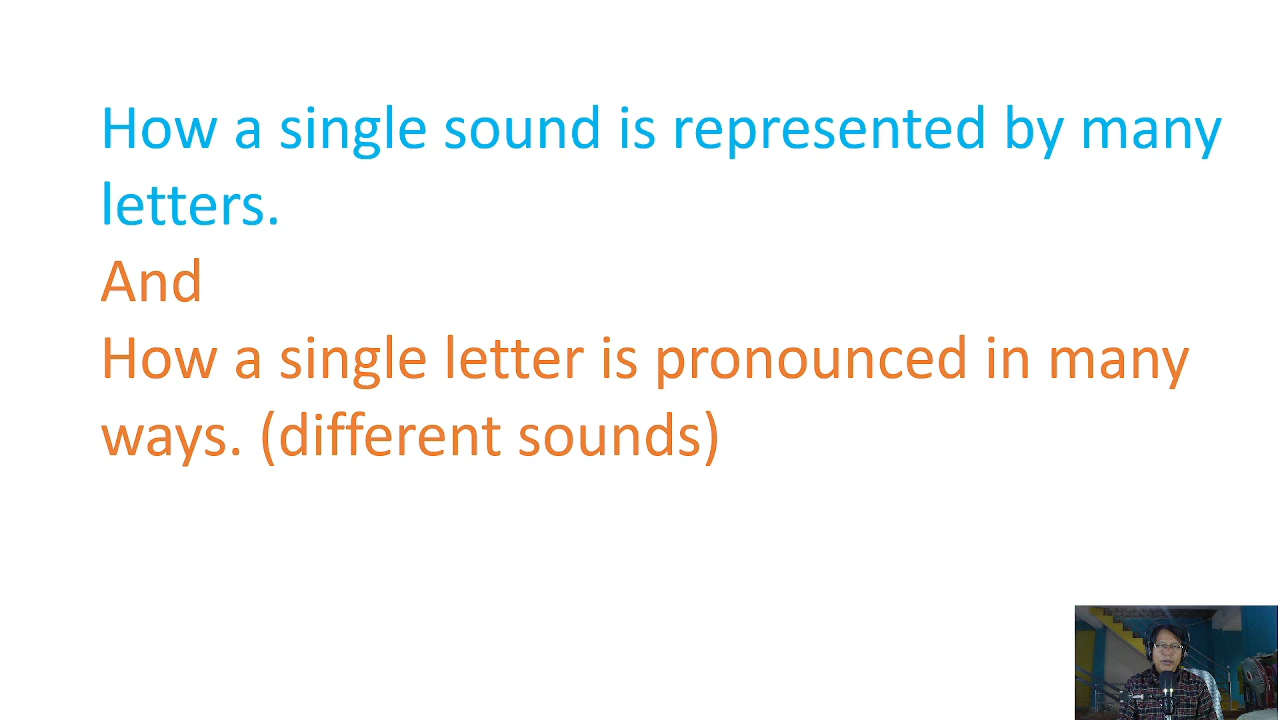 How a single sound is represented by many
letters.
And
How a single letter is pronounced in many
ways. (different sounds)